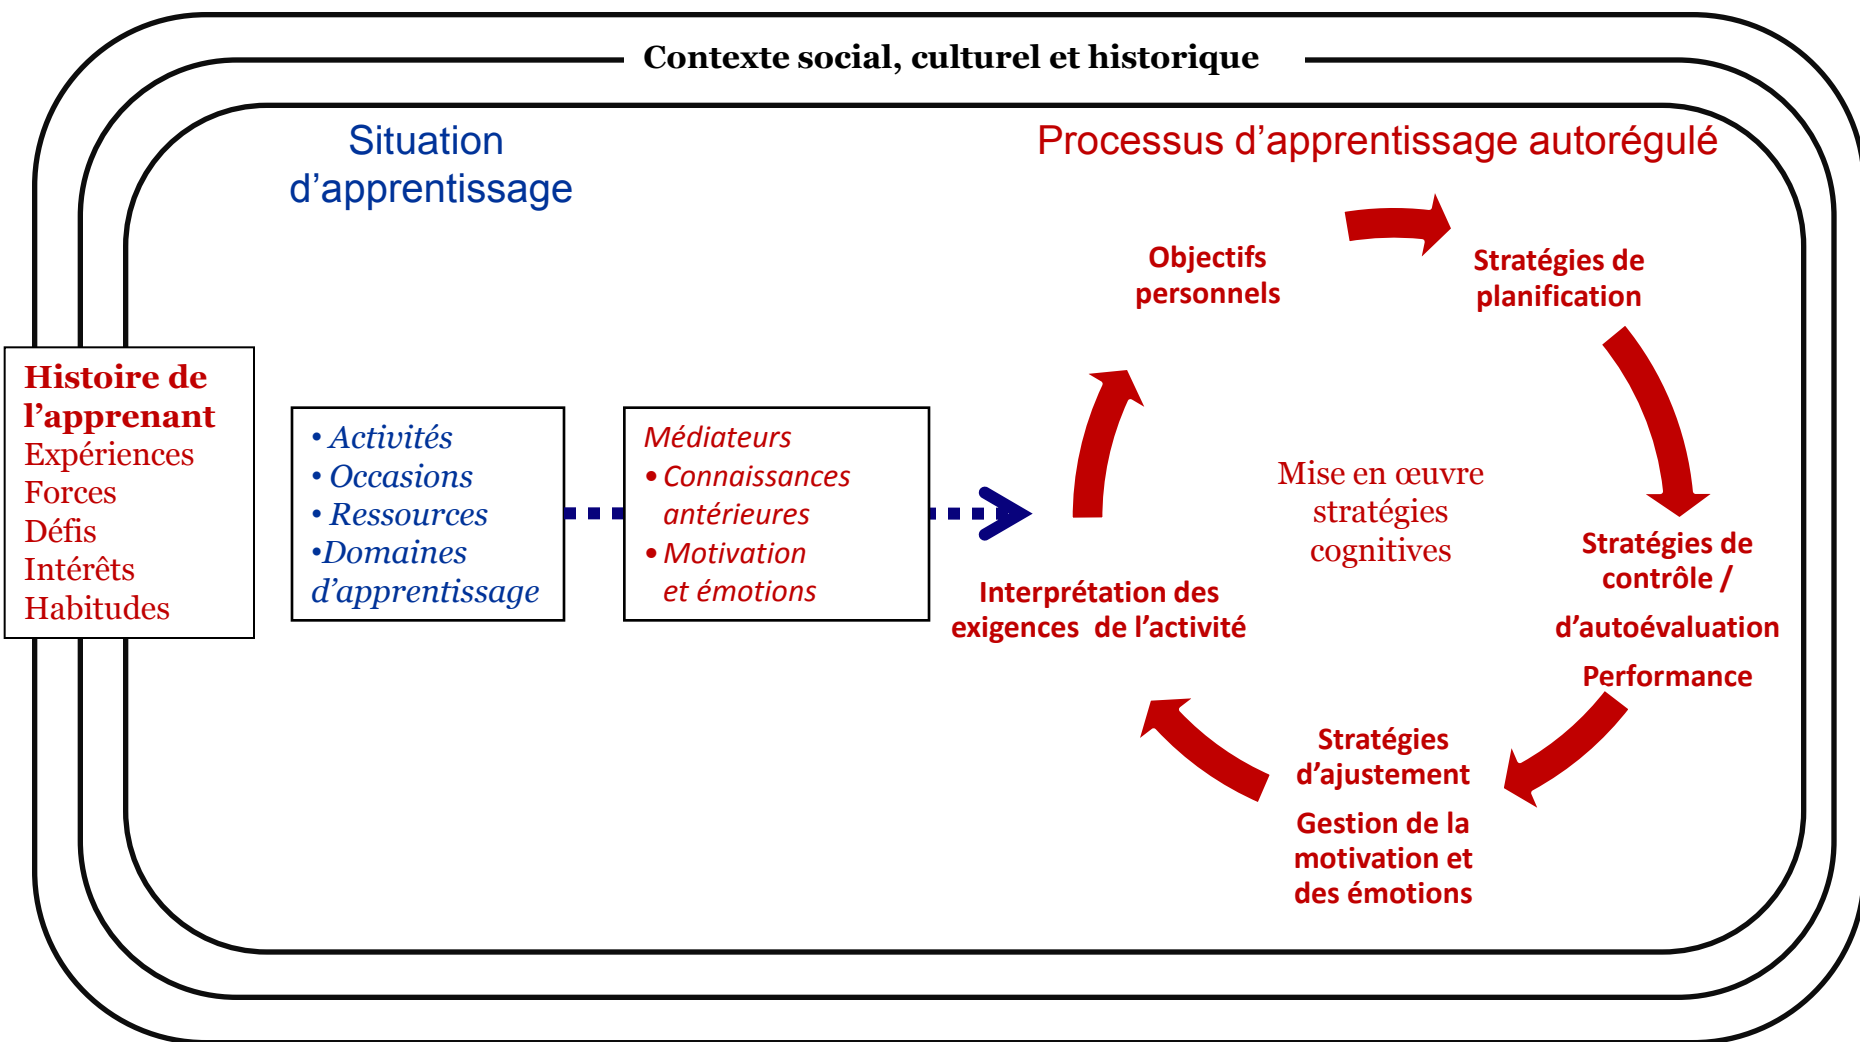 Contexte social, culturel et historique
Situation
d’apprentissage
Processus d’apprentissage autorégulé
Histoire de
l’apprenant
Expériences
Forces
Défis
Intérêts
Habitudes
• Activités
• Occasions
• Ressources
•Domaines
d’apprentissage
Médiateurs
• Connaissances
antérieures
• Motivation
et émotions
Objectifs
personnels
Stratégies de
planification
Mise en œuvre
stratégies
cognitives
Stratégies de
contrôle /
d’autoévaluation
Performance
Interprétation des
exigences  de l’activité
Stratégies
d’ajustement
Gestion de la
motivation et
des émotions